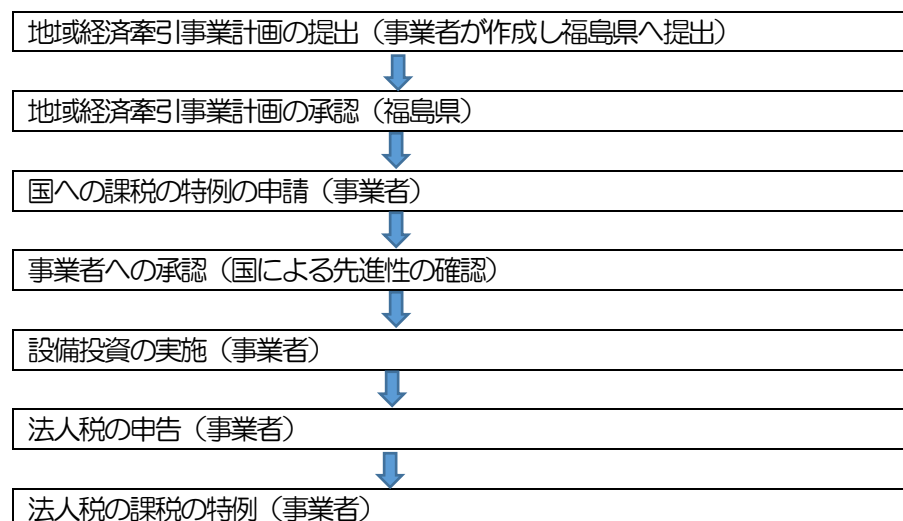 地域経済牽引事業計画の提出（事業者が作成し福島県へ提出）
地域経済牽引事業計画の承認（福島県）
国への課税の特例の申請（事業者）
事業者への承認（国による先進性の確認）
設備投資の実施（事業者）
法人税の申告（事業者）
法人税の課税の特例（事業者）